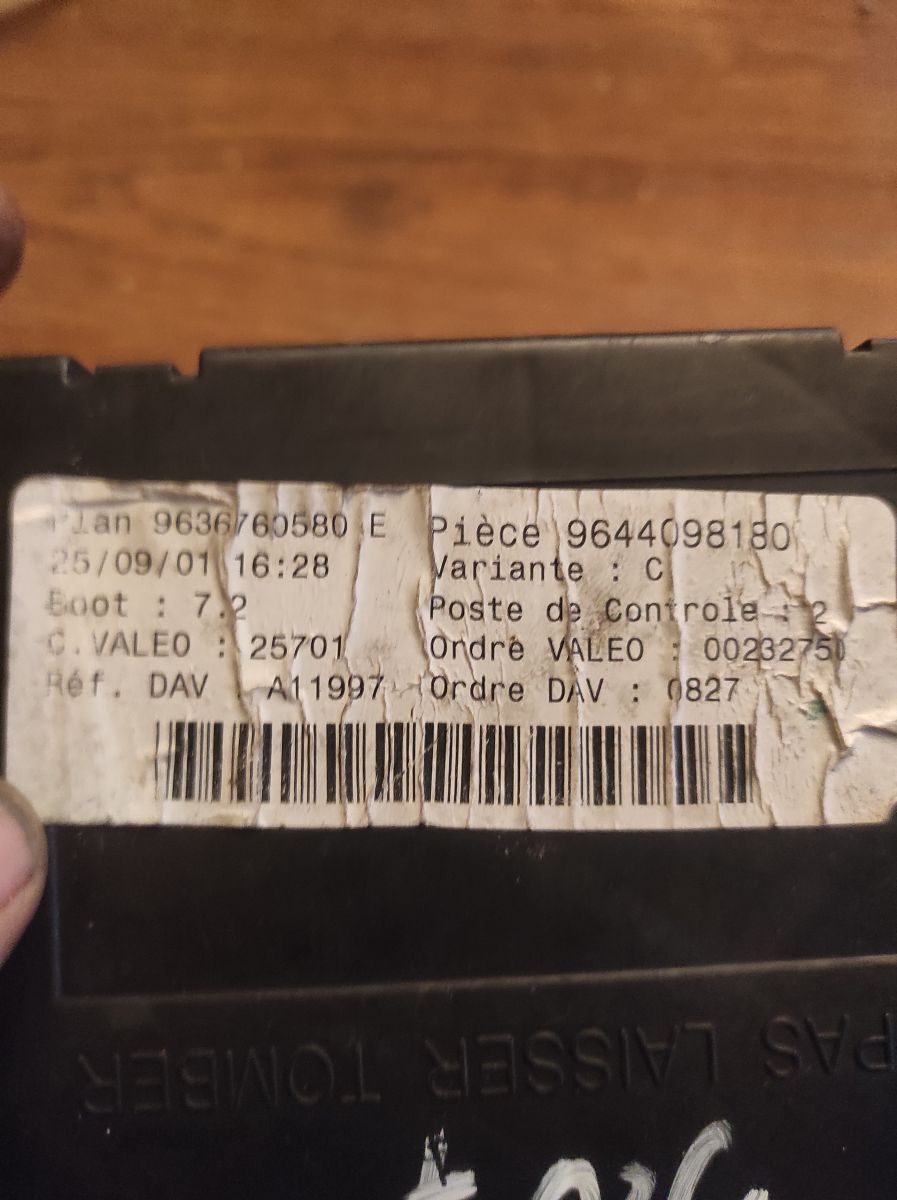 Plan 9636760580 E Pièce 9644098180
25/09/01 16:28 Variante : C
Boot : 7.2 Poste de Controle : 2
C.VALEO : 25701 Ordre VALEO : 00232750
Réf. DAV : A11997 Ordre DAV : 0827
PAS LAISSER TOMBER